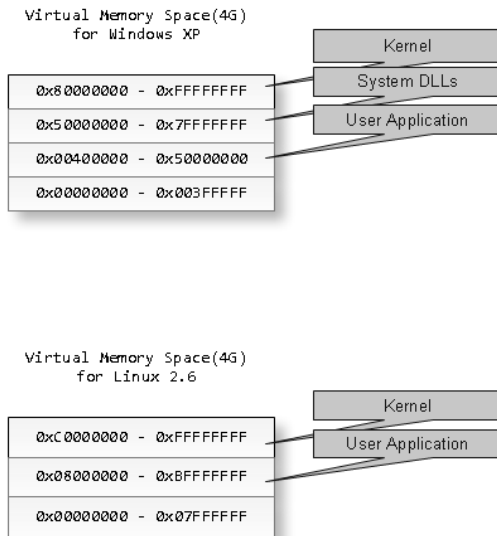 Virtual Memory Space(4G)
for Windows XP
Kernel
System DLLs
User Application
0x80000000 - 0xFFFFFFFF
0x50000000 - 0x7FFFFFFF
0x00400000 - 0x50000000
0x00000000 - 0x003FFFFF
Virtual Memory Space(4G)
for Linux 2.6
Kernel
User Application
0xC0000000 - 0xFFFFFFFF
0x08000000 - 0xBFFFFFFF
0x00000000 - 0x07FFFFFF